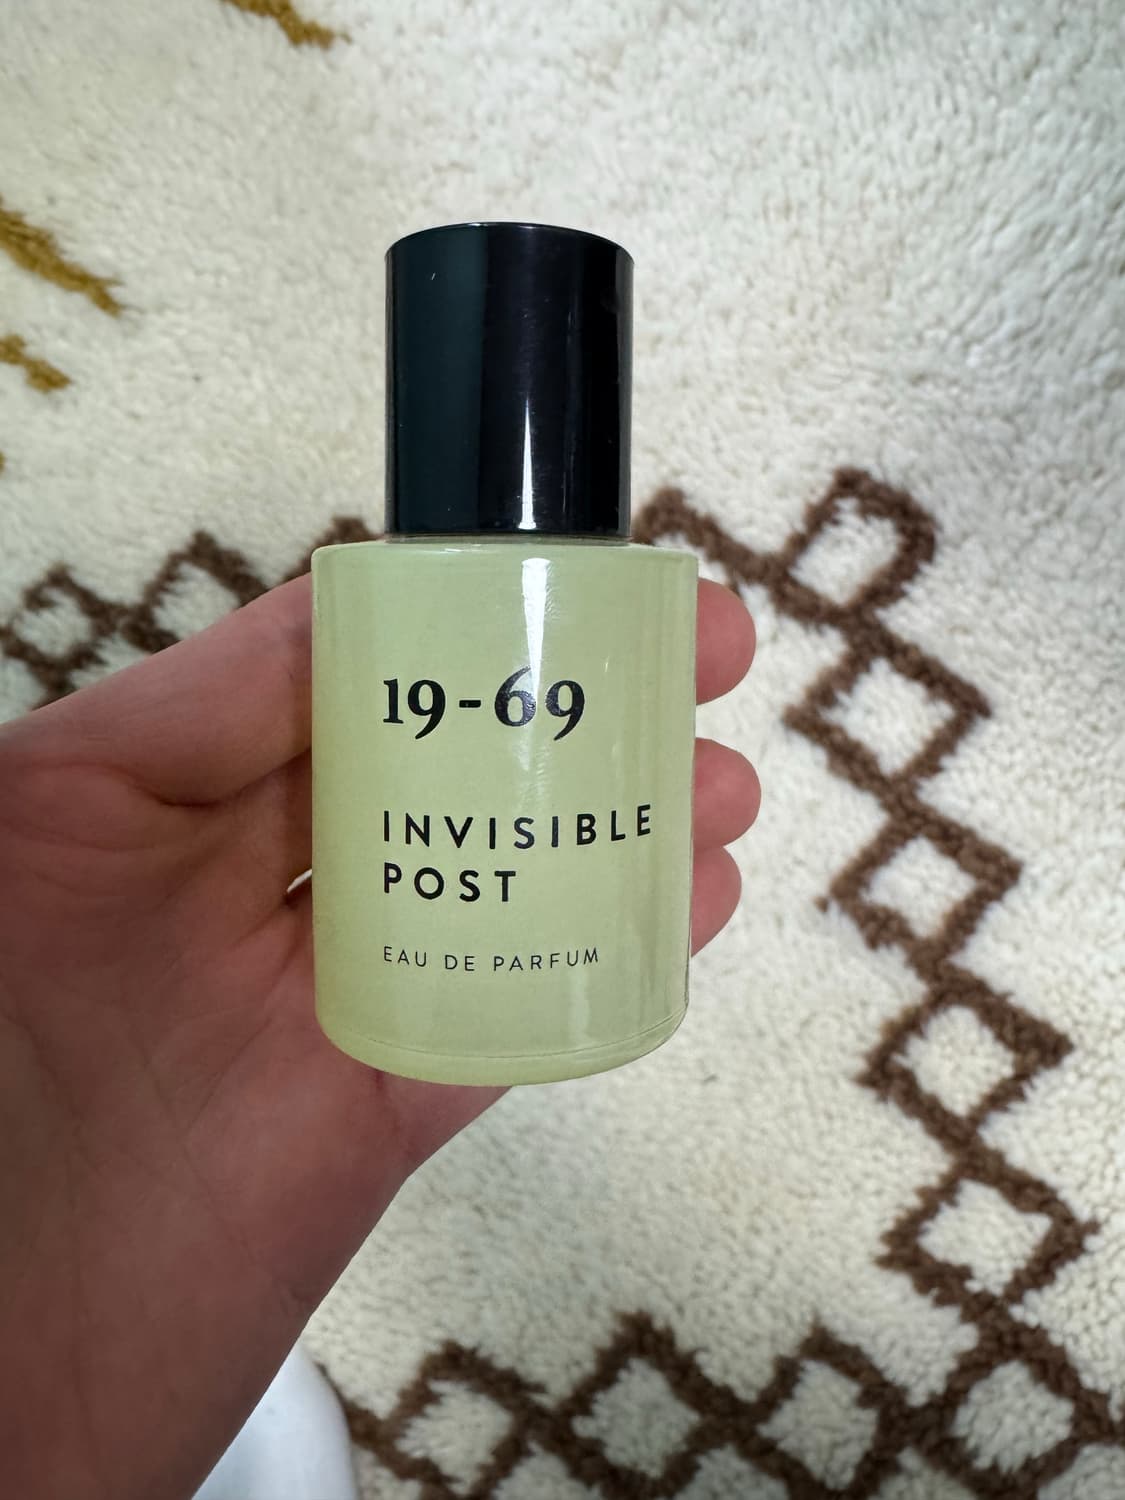 19-69
INVISIBLE
POST
EAU DE PARFUM